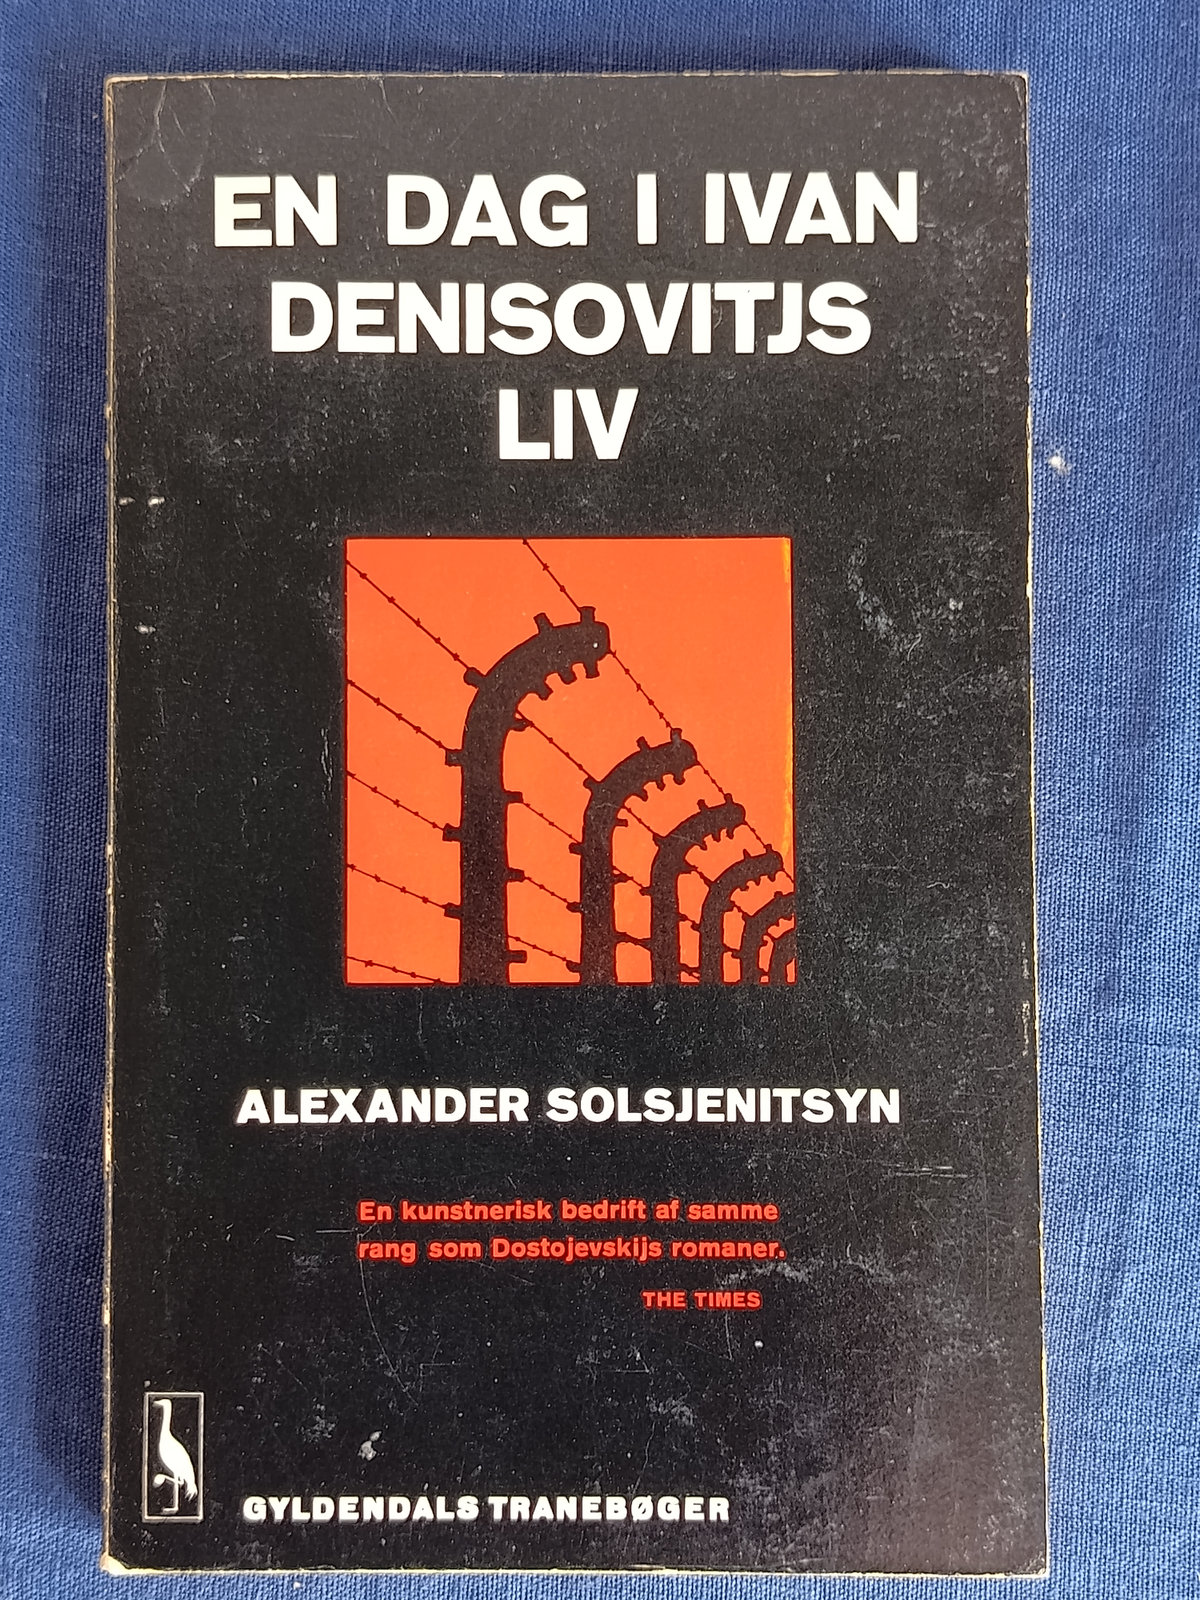 EN DAG I IVAN
DENISOVITJS
LIV
ALEXANDER SOLSJENITSYN
En kunstnerisk bedrift af samme
rang som Dostojevskijs romaner.
THE TIMES
GYLDENDALS TRANEBØGER